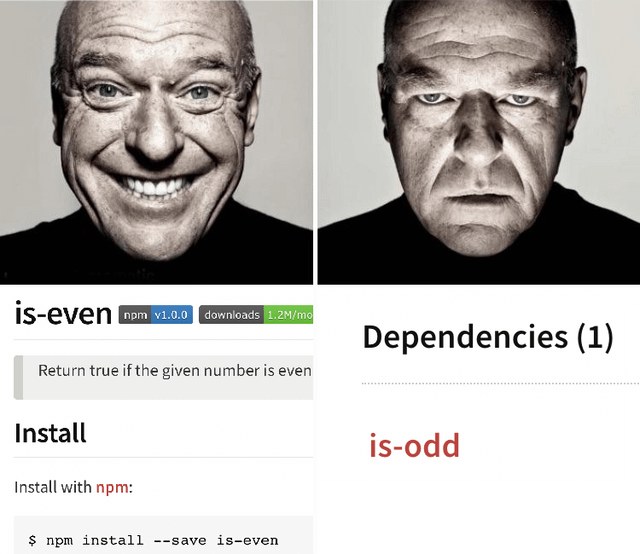 is-even npm v1.0.0 downloads 1.2M/mo
Return true if the given number is even
Install
Install with npm:
$ npm install --save is-even
Dependencies (1)
is-odd